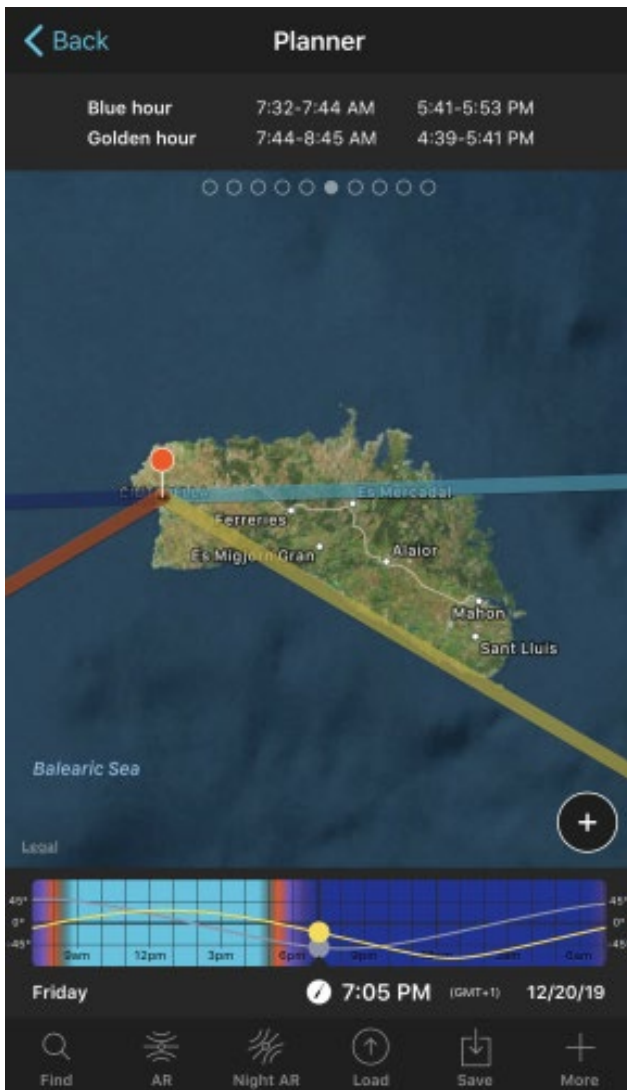 Back
Planner
Blue hour 7:32-7:44 AM 5:41-5:53 PM
Golden hour 7:44-8:45 AM 4:39-5:41 PM
Es Mercadal
Ferreries
Es Migjorn Gran
Alaior
Mahon
Sant Lluis
Balearic Sea
+
Legal
45° 45°
0° 0°
-45° -45°
9am 12pm 3pm 6pm 9pm 6am
Friday 7:05 PM (GMT+1) 12/20/19
Find AR Night AR Load Save More